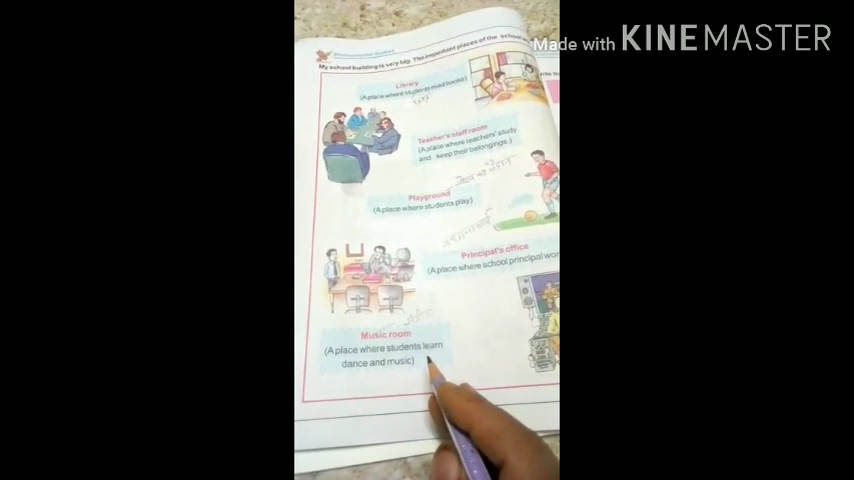 Made with KINEMASTER
Environmental Studies
My school building is very big. The important places of the school
Library
(A place where students read books)
Teacher's staff room
(A place where teachers' study
and keep their belongings.)
खेल का मैदान
Playground
(A place where students play)
प्रधानाचार्य
Principal's office
(A place where school principal wor
संगीत
Music room
(A place where students learn
dance and music)